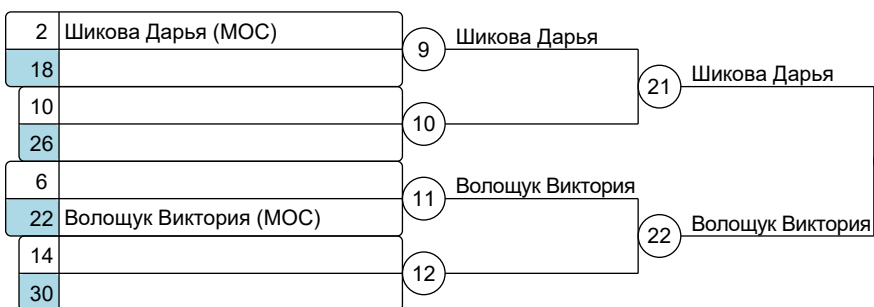 2 Шикова Дарья (МОС)
9 Шикова Дарья
18
21 Шикова Дарья
10
10
26
6
11 Волощук Виктория
22 Волощук Виктория (МОС)
22 Волощук Виктория
14
12
30